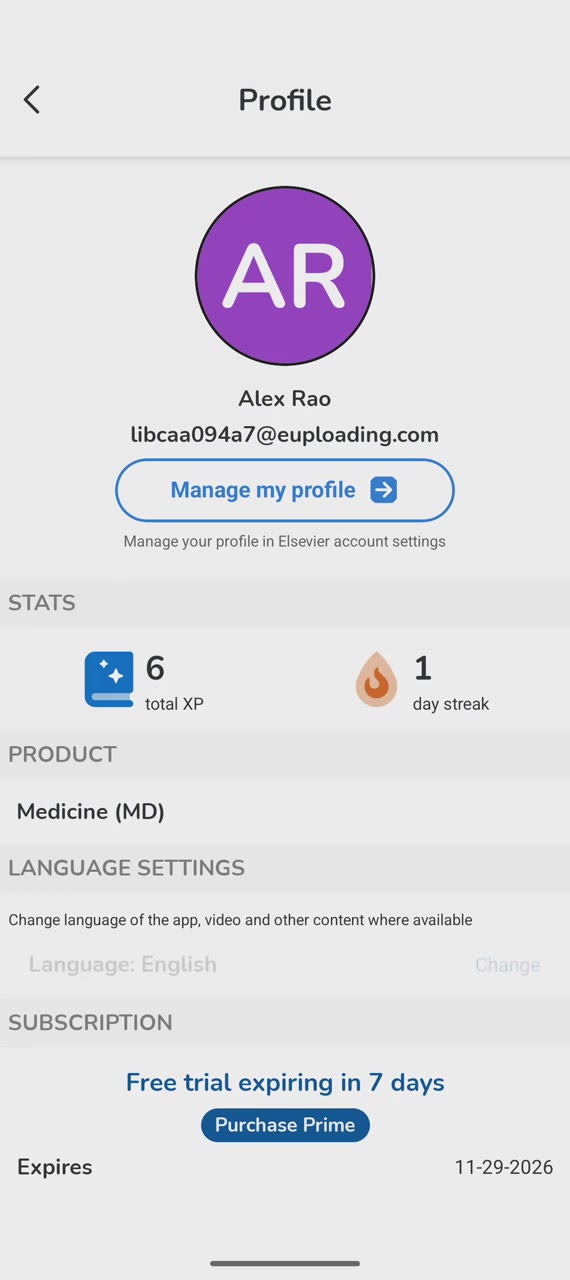 Profile
AR
Alex Rao
libcaa094a7@euploading.com
Manage my profile
Manage your profile in Elsevier account settings
STATS
6
total XP
1
day streak
PRODUCT
Medicine (MD)
LANGUAGE SETTINGS
Change language of the app, video and other content where available
Language: English Change
SUBSCRIPTION
Free trial expiring in 7 days
Purchase Prime
Expires 11-29-2026